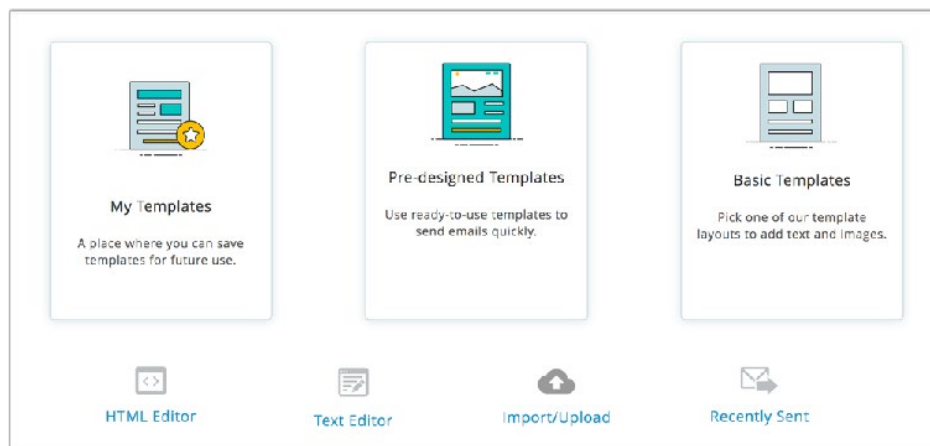 My Templates
A place where you can save
templates for future use.
Pre-designed Templates
Use ready-to-use templates to
send emails quickly.
Basic Templates
Pick one of our template
layouts to add text and images.
HTML Editor
Text Editor
Import/Upload
Recently Sent